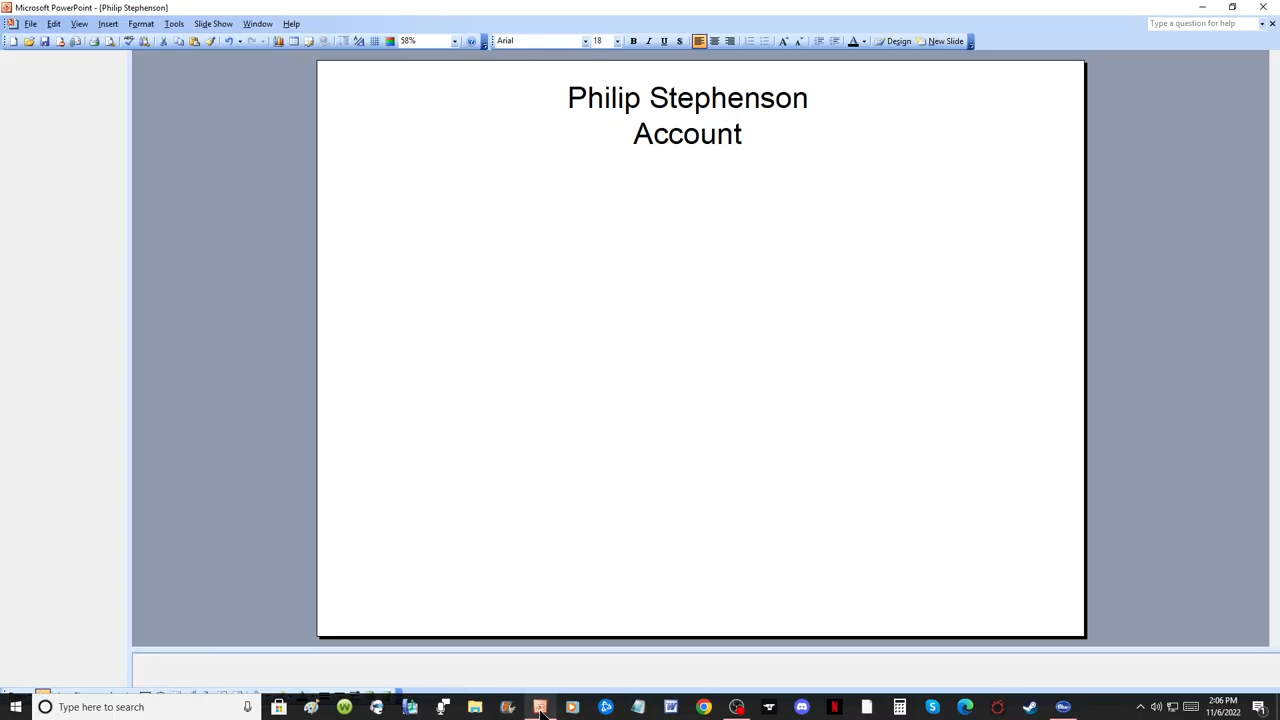 Microsoft PowerPoint - [Philip Stephenson]
File Edit View Insert Format Tools Slide Show Window Help
Type a question for help
58%
Arial
18
B I U S
Design
New Slide
Philip Stephenson
Account
Type here to search
2:06 PM
11/6/2022